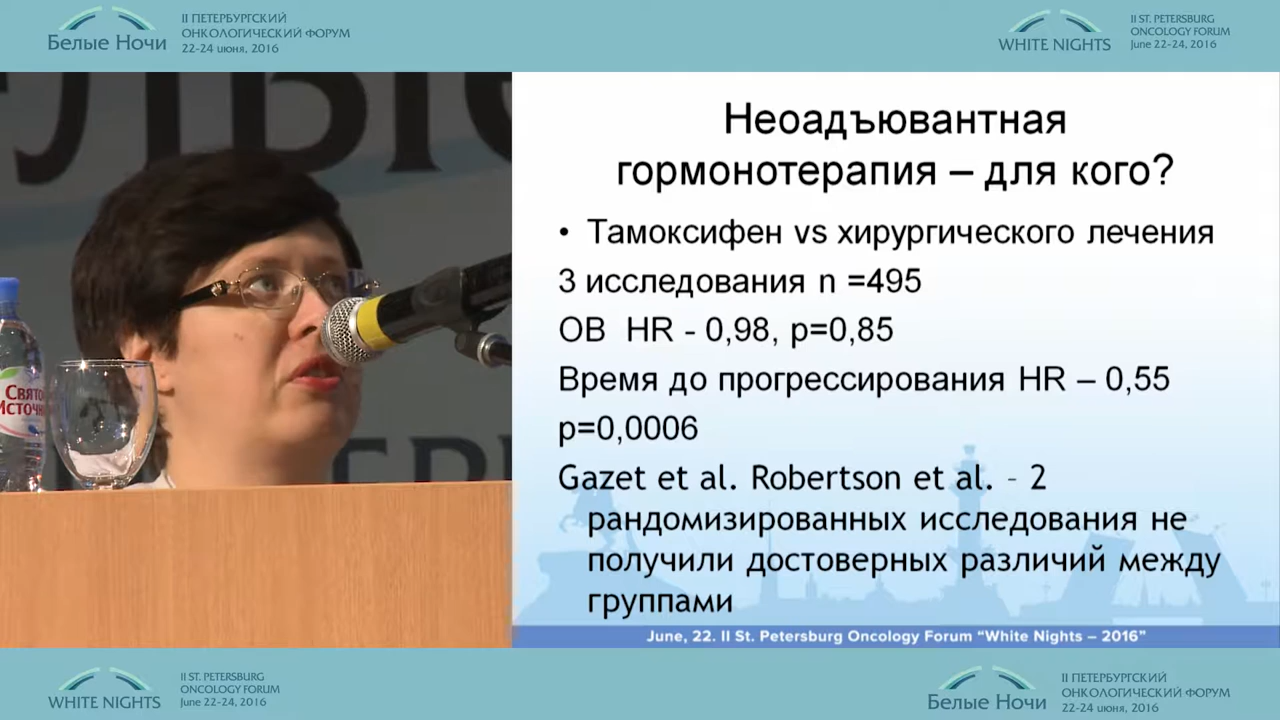 Белые Ночи
II ПЕТЕРБУРГСКИЙ
ОНКОЛОГИЧЕСКИЙ ФОРУМ
22-24 июня, 2016
WHITE NIGHTS
II ST. PETERSBURG
ONCOLOGY FORUM
June 22-24, 2016
Неоадъювантная
гормонотерапия – для кого?
• Тамоксифен vs хирургического лечения
3 исследования n =495
ОВ HR - 0,98, p=0,85
Время до прогрессирования HR – 0,55
p=0,0006
Gazet et al. Robertson et al. – 2
рандомизированных исследования не
получили достоверных различий между
группами
June, 22. II St. Petersburg Oncology Forum “White Nights – 2016”
WHITE NIGHTS
II ST. PETERSBURG
ONCOLOGY FORUM
June 22-24, 2016
Белые Ночи
II ПЕТЕРБУРГСКИЙ
ОНКОЛОГИЧЕСКИЙ ФОРУМ
22-24 июня, 2016